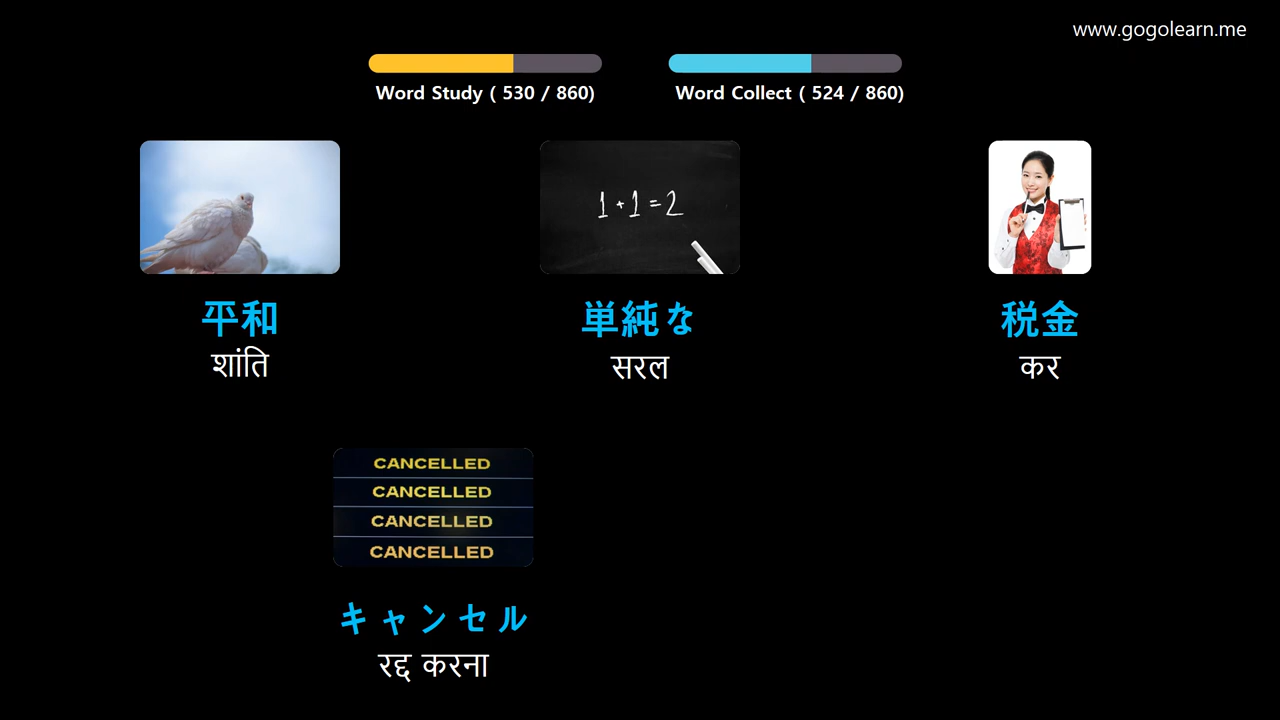 www.gogolearn.me
Word Study ( 530 / 860)
Word Collect ( 524 / 860)
1+1=2
平和
शांति
単純な
सरल
税金
कर
CANCELLED
CANCELLED
CANCELLED
CANCELLED
キャンセル
रद्द करना